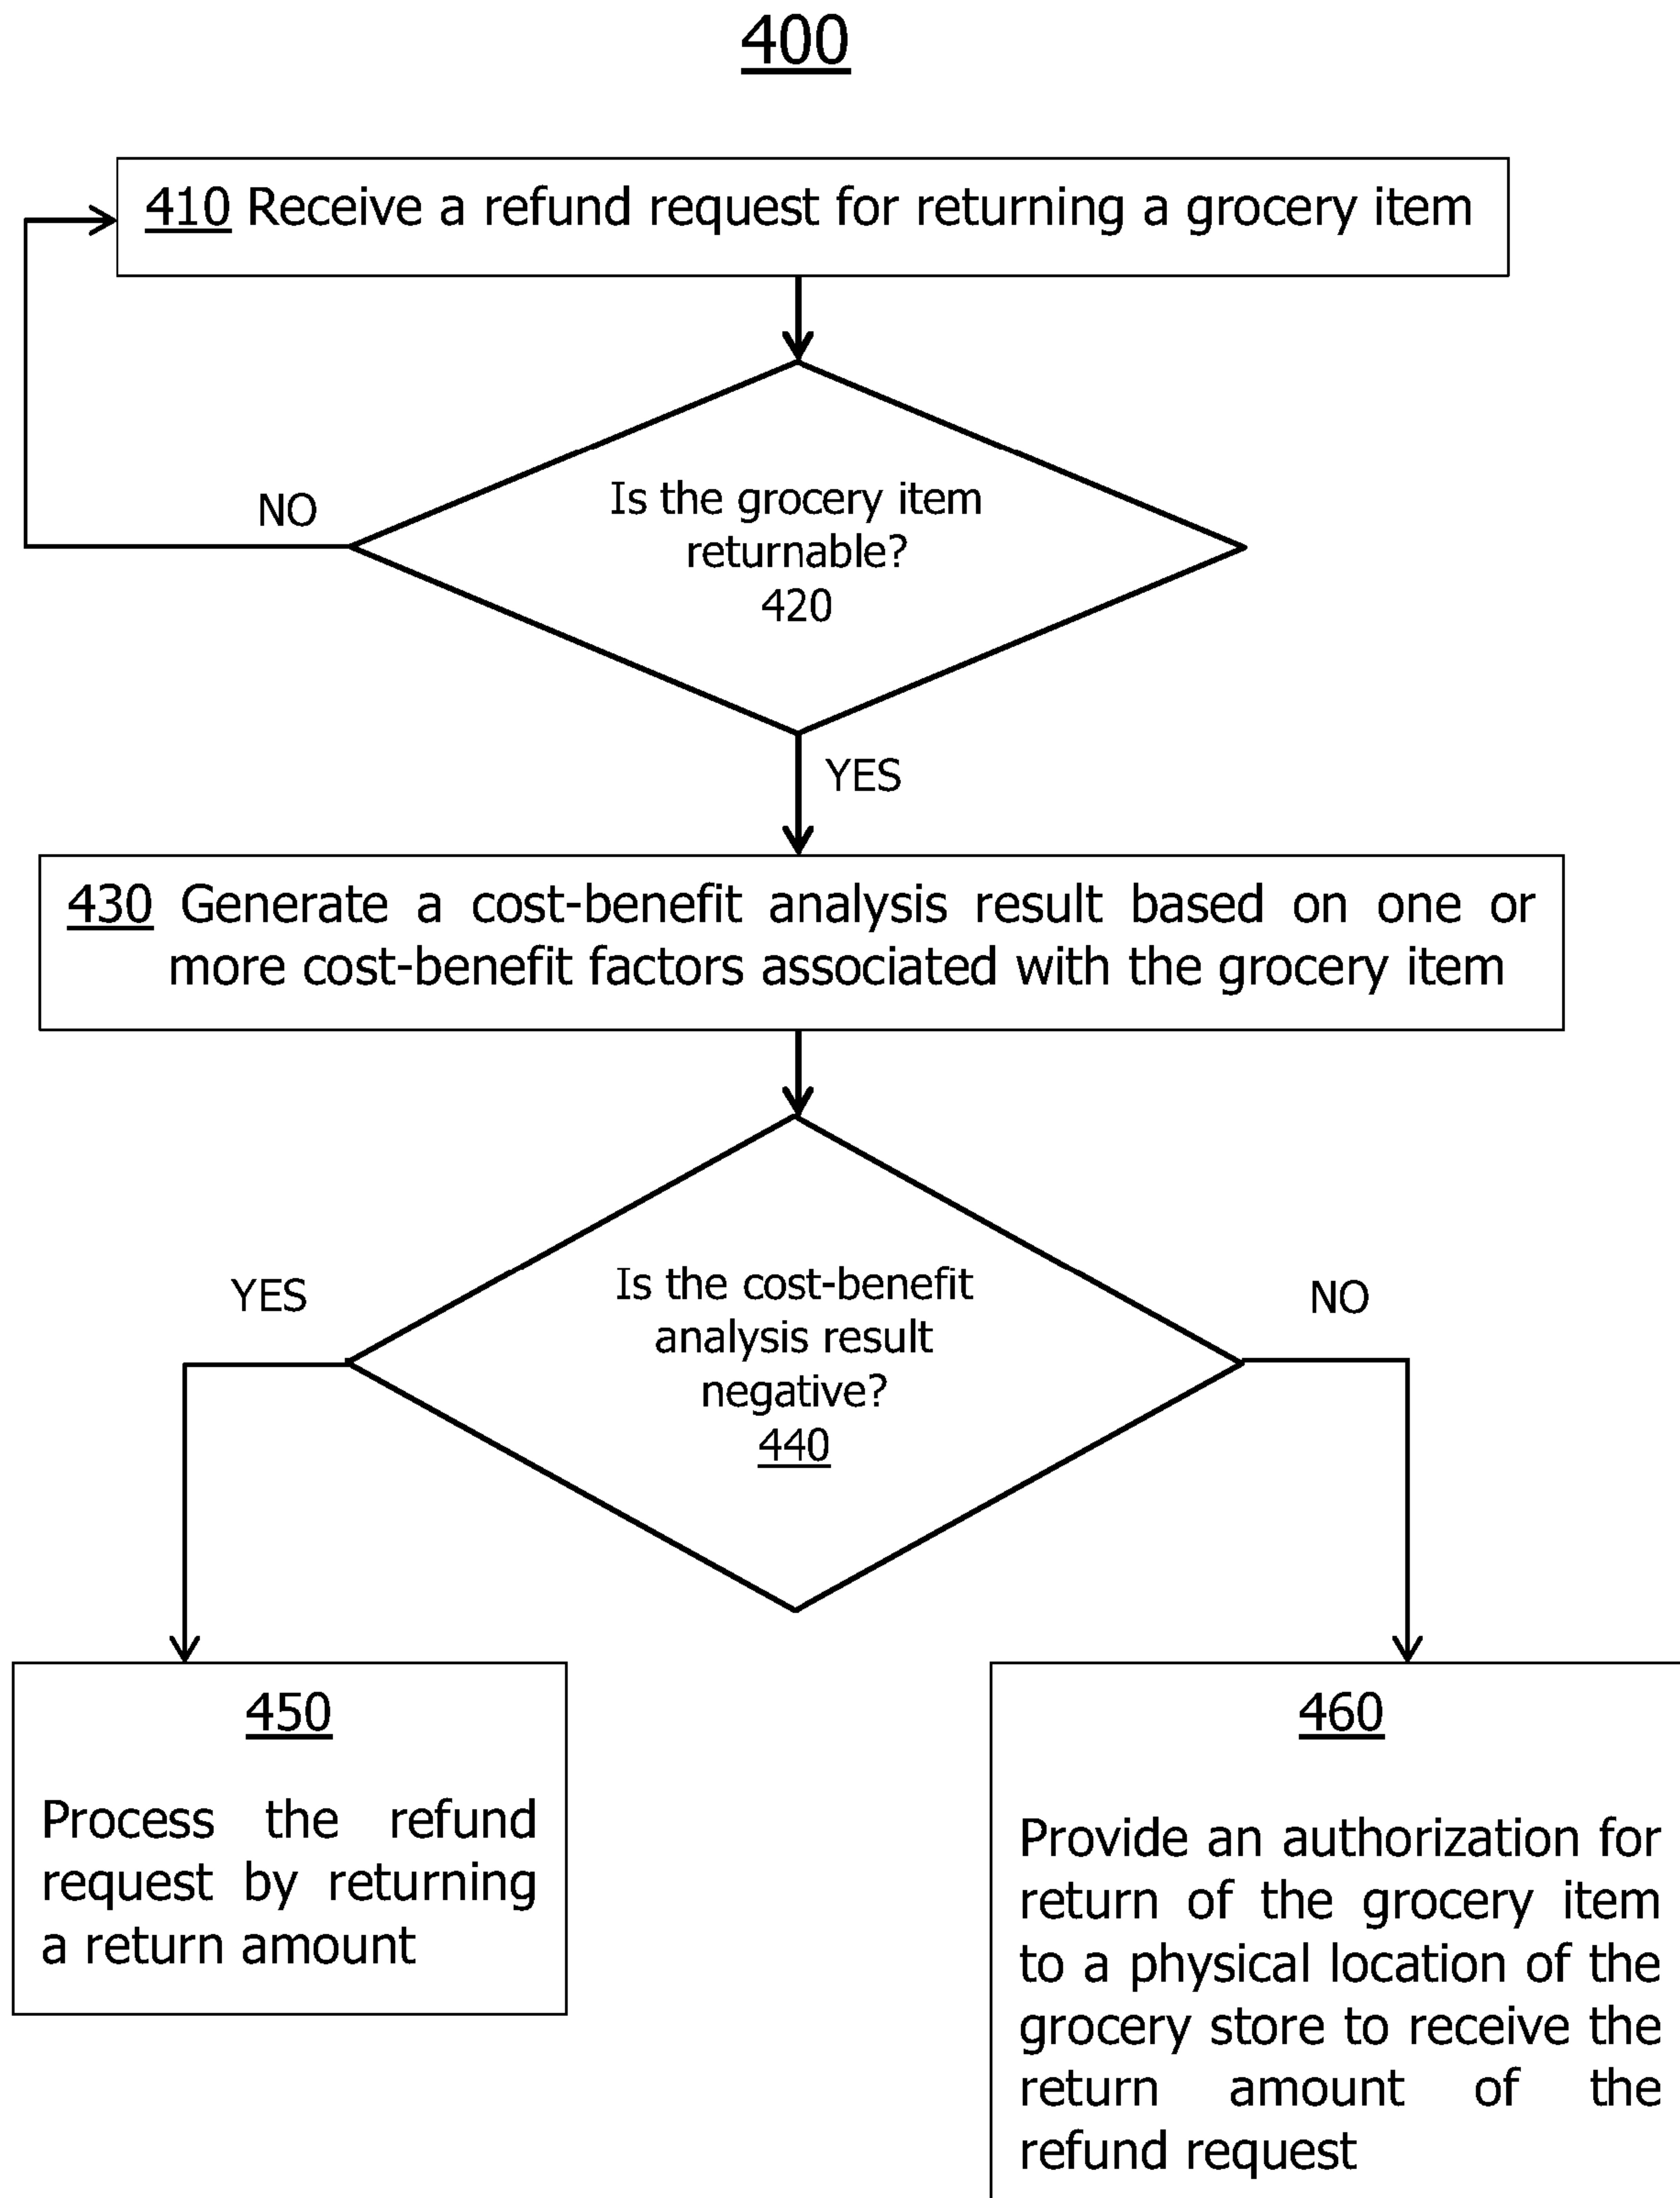 400
410 Receive a refund request for returning a grocery item
NO
Is the grocery item
returnable?
420
YES
430 Generate a cost-benefit analysis result based on one or
more cost-benefit factors associated with the grocery item
YES
Is the cost-benefit
analysis result
negative?
440
NO
450
Process the refund
request by returning
a return amount
460
Provide an authorization for
return of the grocery item
to a physical location of the
grocery store to receive the
return amount of the
refund request